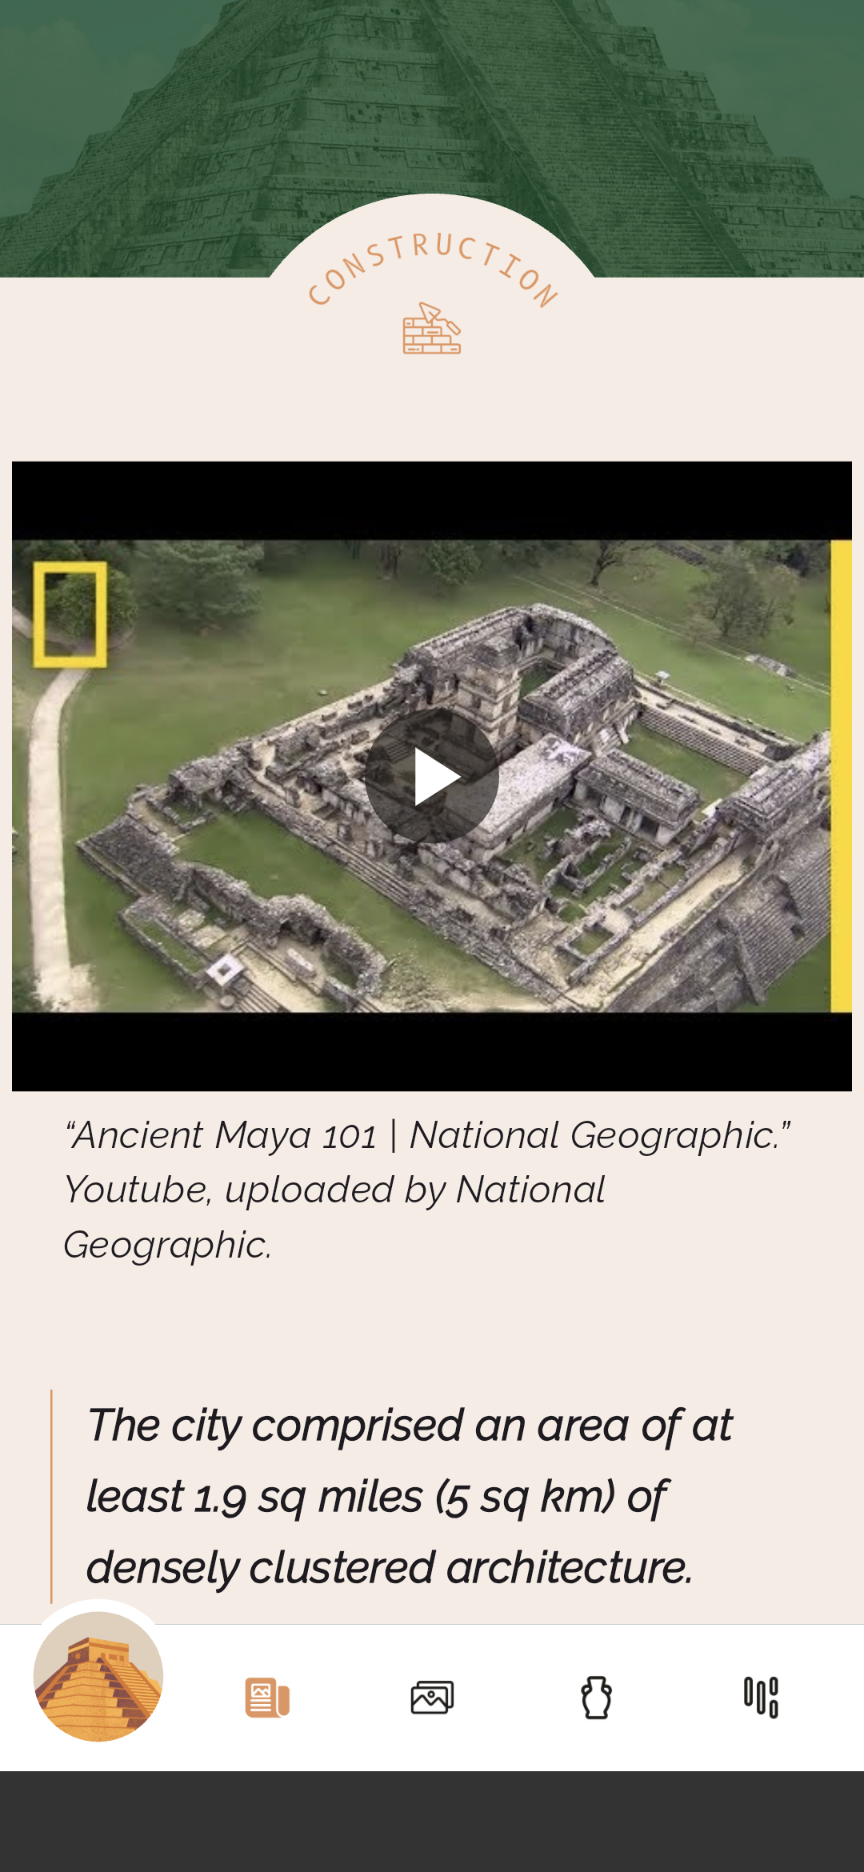 CONSTRUCTION
“Ancient Maya 101 | National Geographic.”
Youtube, uploaded by National
Geographic.
The city comprised an area of at
least 1.9 sq miles (5 sq km) of
densely clustered architecture.